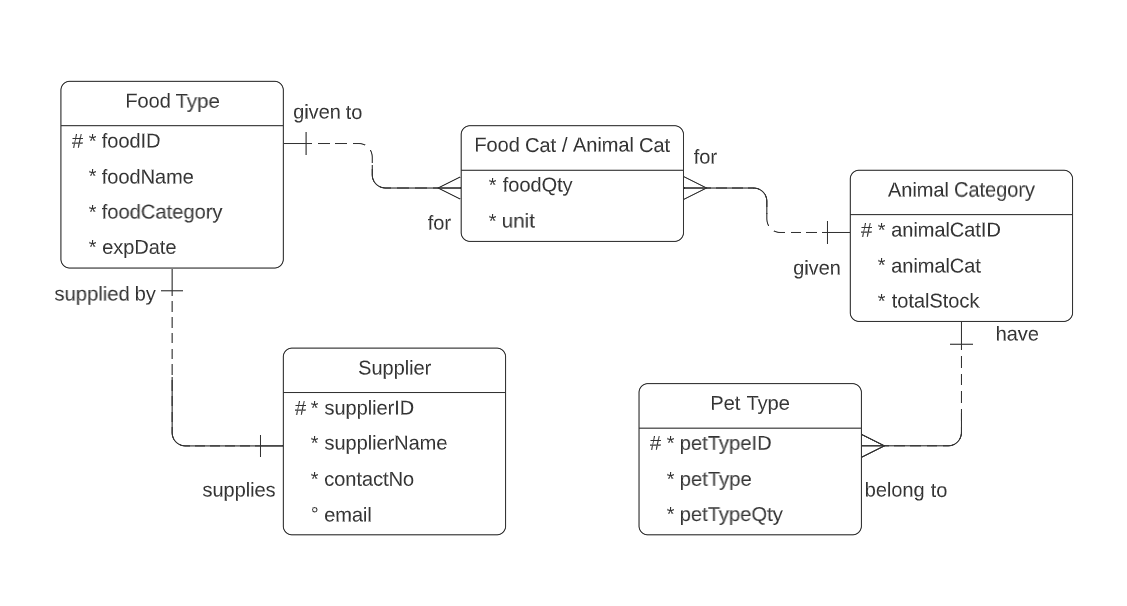 Food Type
# * foodID
* foodName
* foodCategory
* expDate
given to
for
supplied by
Food Cat / Animal Cat
* foodQty
* unit
for
given
Animal Category
# * animalCatID
* animalCat
* totalStock
have
Supplier
# * supplierID
* supplierName
* contactNo
° email
supplies
Pet Type
# * petTypeID
* petType
* petTypeQty
belong to